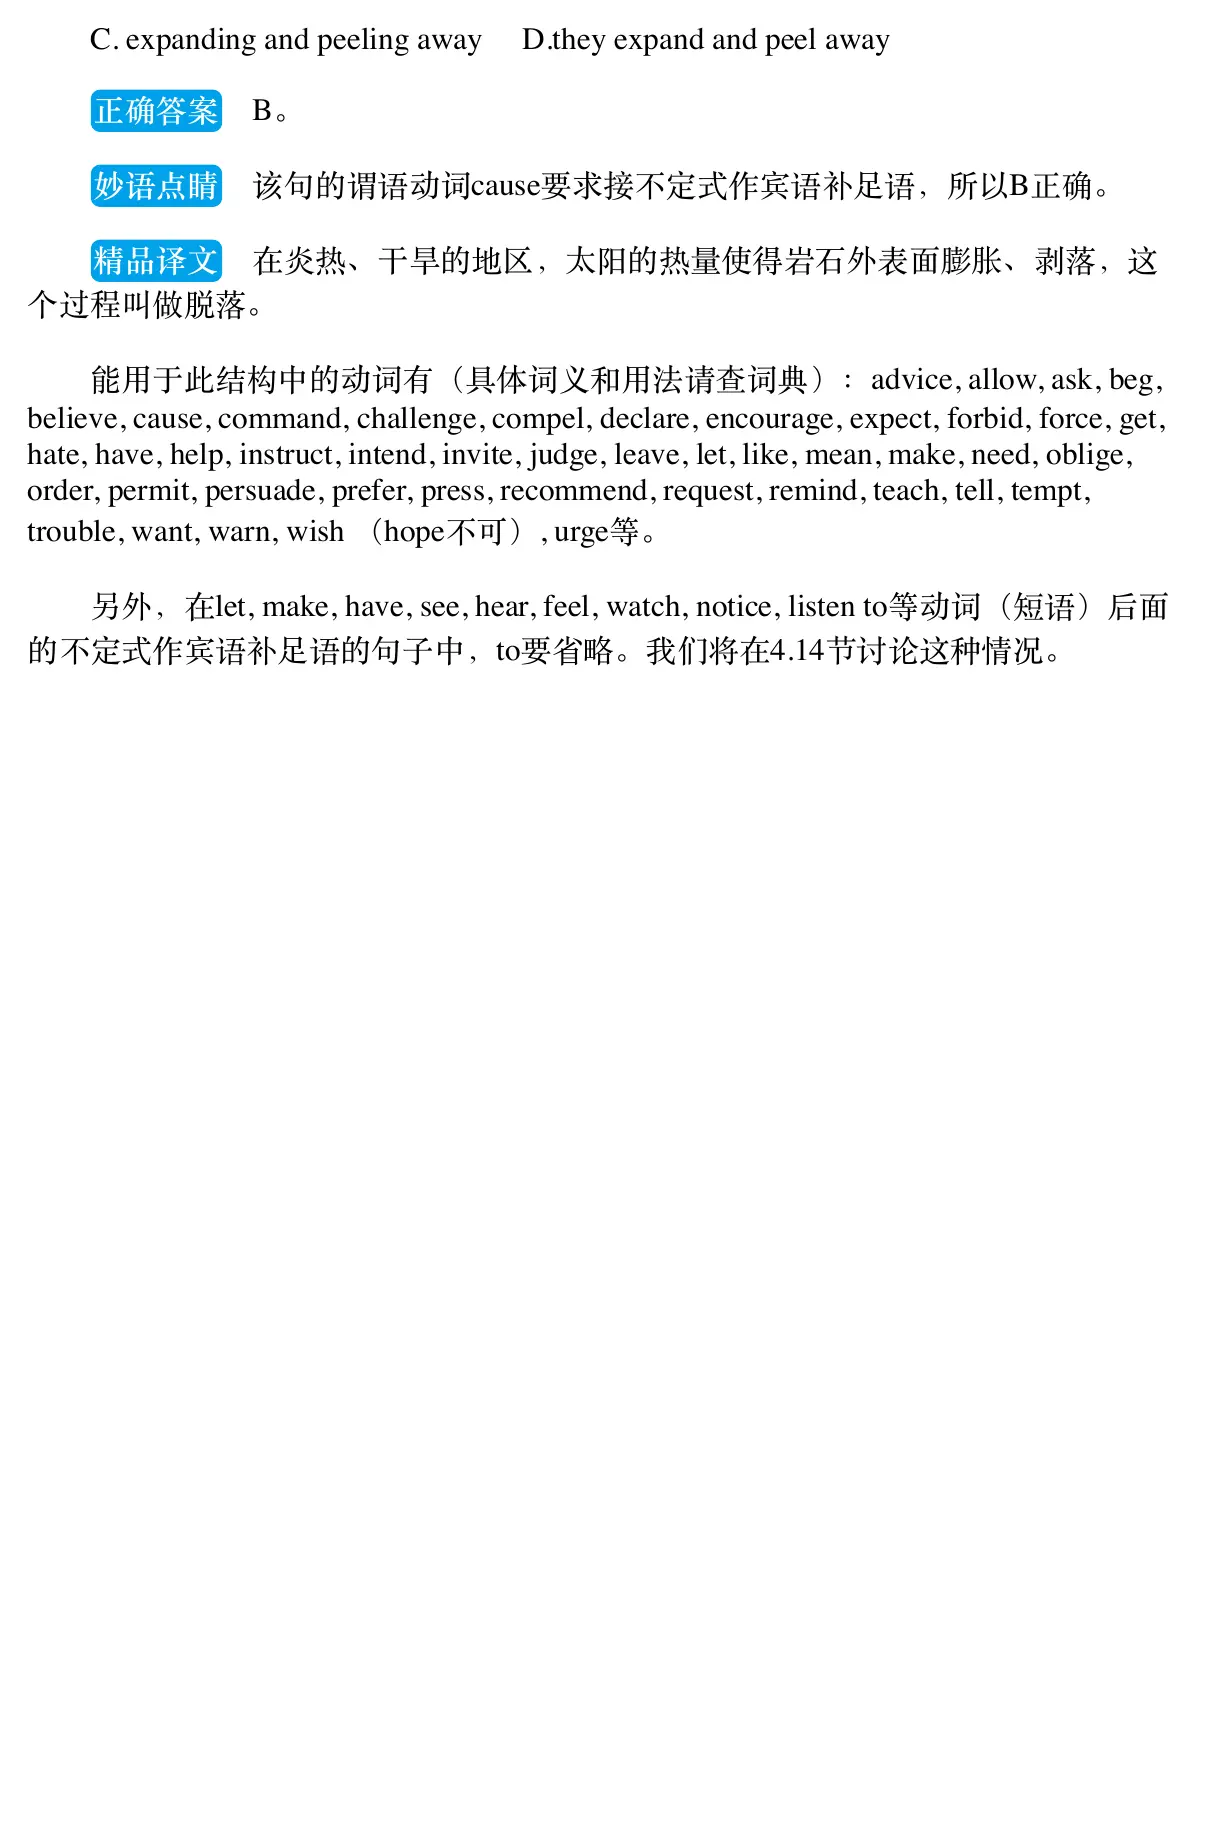 C. expanding and peeling away D.they expand and peel away
正确答案 B。
妙语点睛 该句的谓语动词cause要求接不定式作宾语补足语，所以B正确。
精品译文 在炎热、干旱的地区，太阳的热量使得岩石外表面膨胀、剥落，这
个过程叫做脱落。
能用于此结构中的动词有（具体词义和用法请查词典）：advice, allow, ask, beg,
believe, cause, command, challenge, compel, declare, encourage, expect, forbid, force, get,
hate, have, help, instruct, intend, invite, judge, leave, let, like, mean, make, need, oblige,
order, permit, persuade, prefer, press, recommend, request, remind, teach, tell, tempt,
trouble, want, warn, wish （hope不可）, urge等。
另外，在let, make, have, see, hear, feel, watch, notice, listen to等动词（短语）后面
的不定式作宾语补足语的句子中，to要省略。我们将在4.14节讨论这种情况。